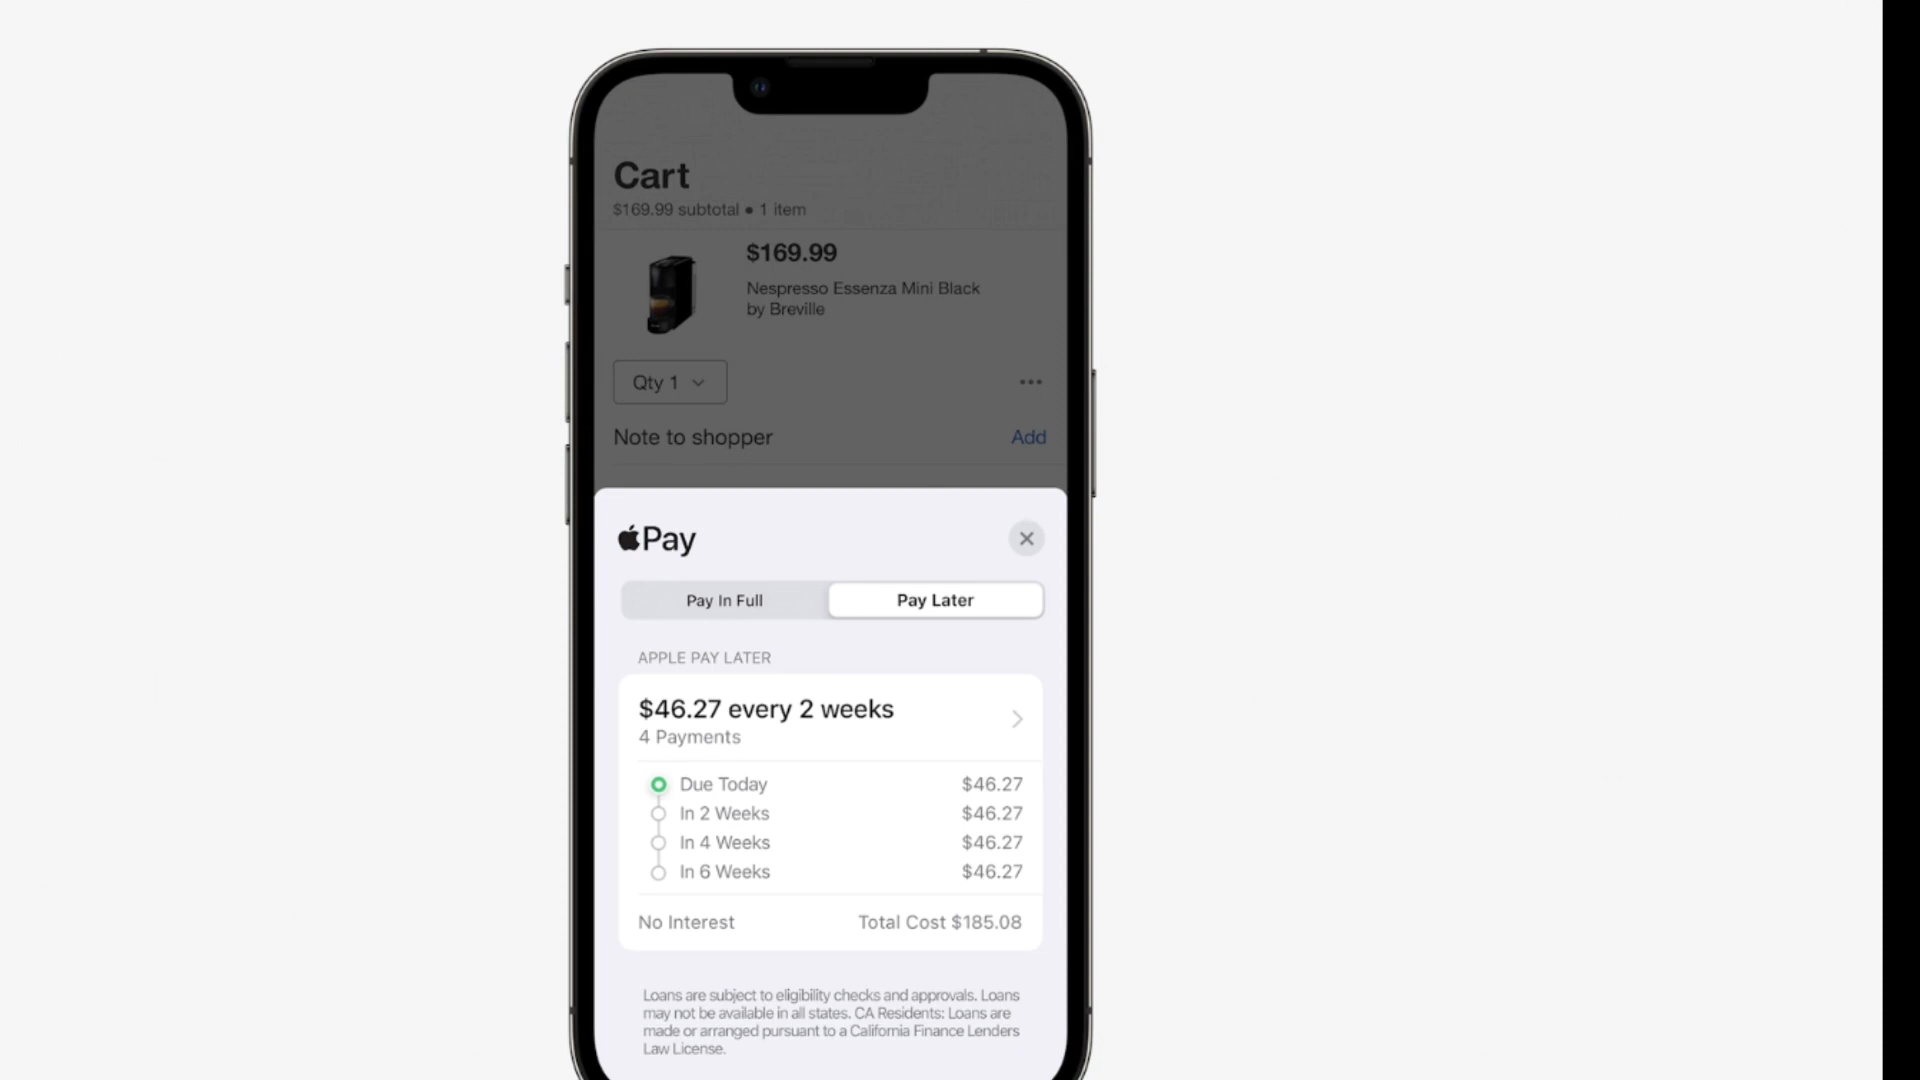 Cart
$169.99 subtotal • 1 item
$169.99
Nespresso Essenza Mini Black
by Breville
Qty 1
Note to shopper
Add
Pay
Pay In Full
Pay Later
APPLE PAY LATER
$46.27 every 2 weeks
4 Payments
Due Today $46.27
In 2 Weeks $46.27
In 4 Weeks $46.27
In 6 Weeks $46.27
No Interest
Total Cost $185.08
Loans are subject to eligibility checks and approvals. Loans
may not be available in all states. CA Residents: Loans are
made or arranged pursuant to a California Finance Lenders
Law License.